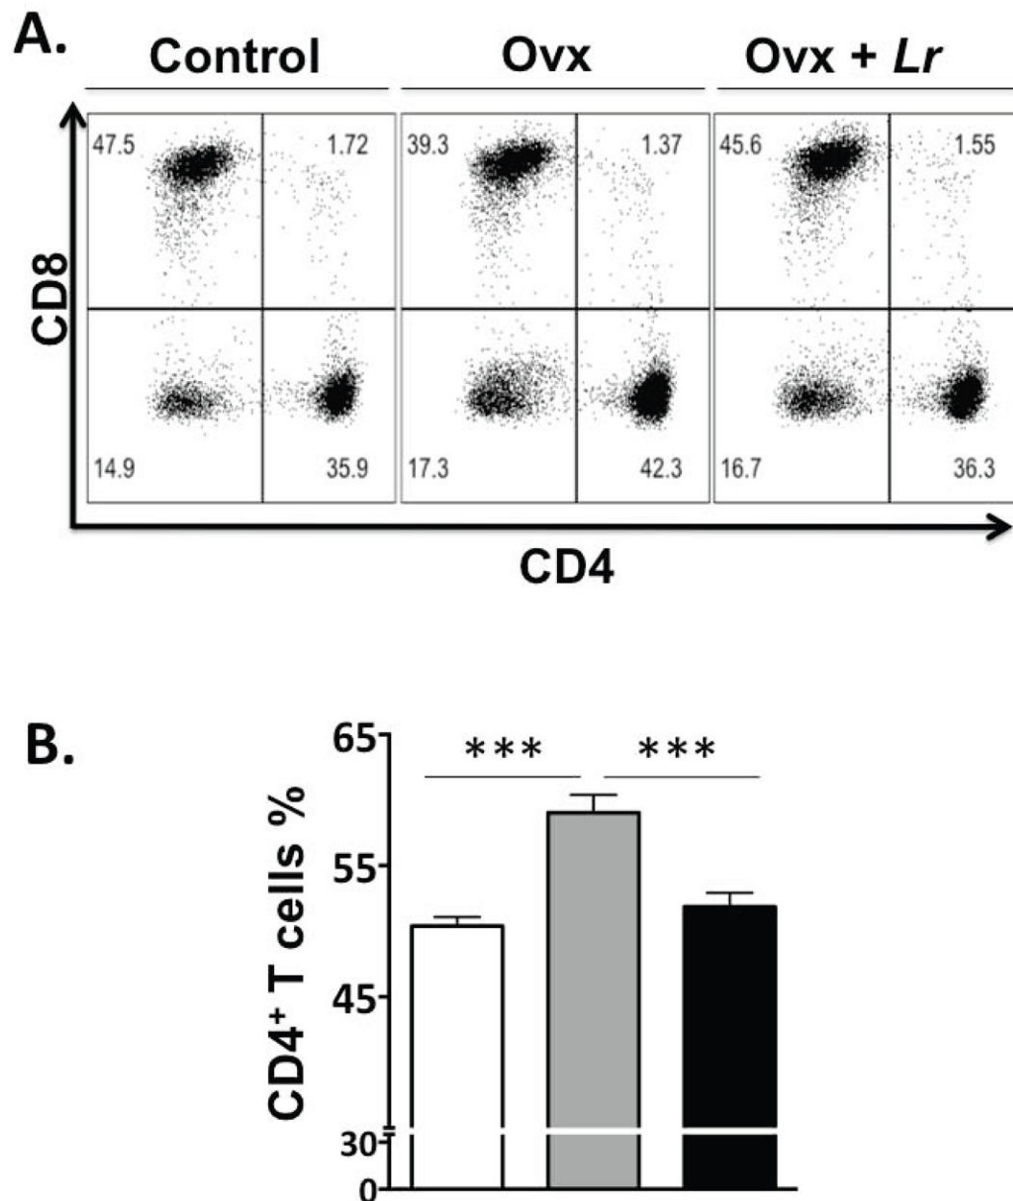 A.
Control Ovx Ovx + Lr
47.5 1.72 39.3 1.37 45.6 1.55
CD8
14.9 35.9 17.3 42.3 16.7 36.3
CD4
B.
65
*** ***
55
CD4⁺ T cells %
45
30
0